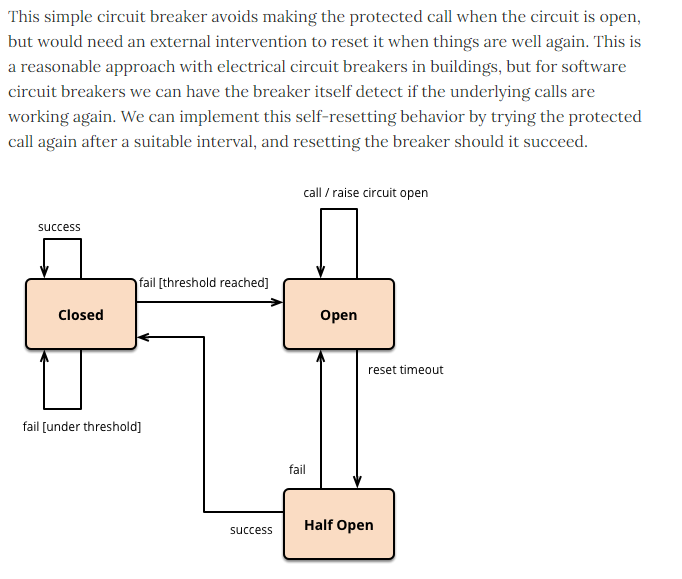 This simple circuit breaker avoids making the protected call when the circuit is open,
but would need an external intervention to reset it when things are well again. This is
a reasonable approach with electrical circuit breakers in buildings, but for software
circuit breakers we can have the breaker itself detect if the underlying calls are
working again. We can implement this self-resetting behavior by trying the protected
call again after a suitable interval, and resetting the breaker should it succeed.
call / raise circuit open
success
fail [threshold reached]
Closed
Open
reset timeout
fail [under threshold]
fail
Half Open
success